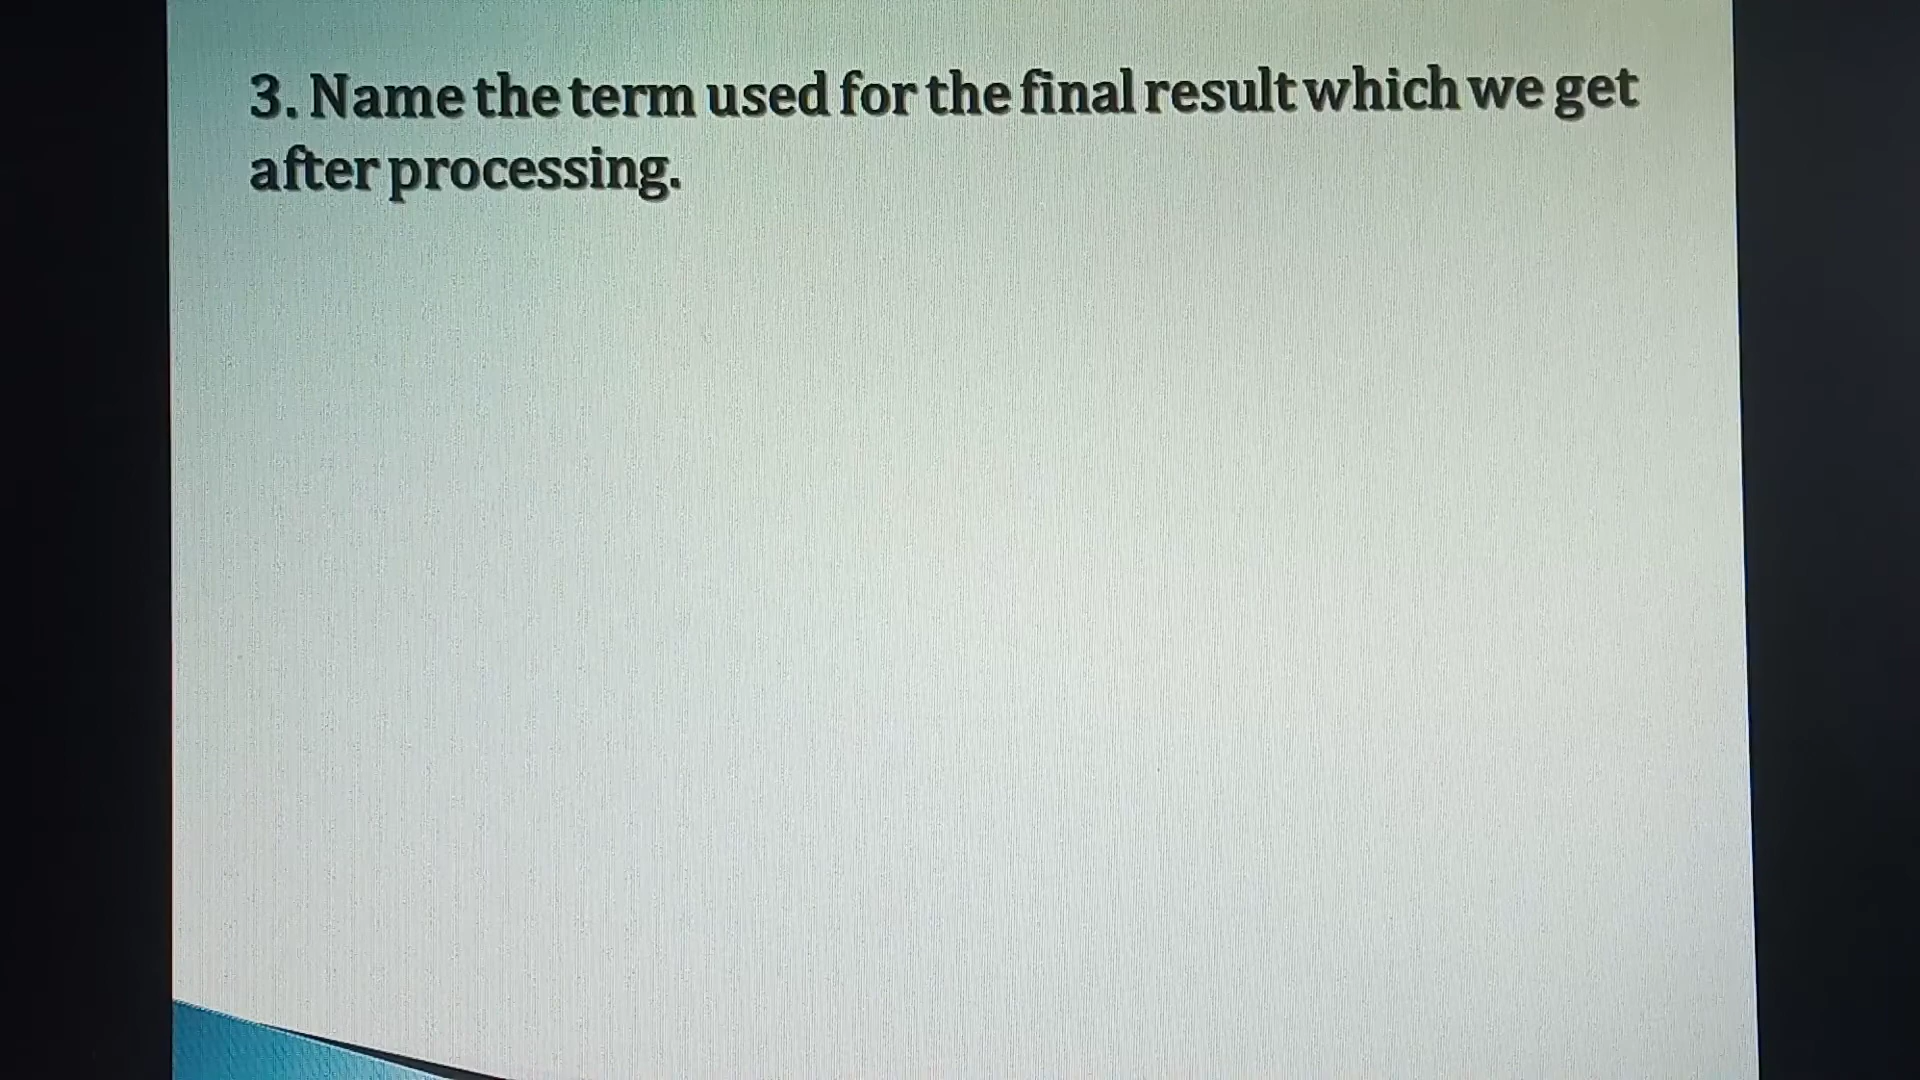 3. Name the term used for the final result which we get
after processing.